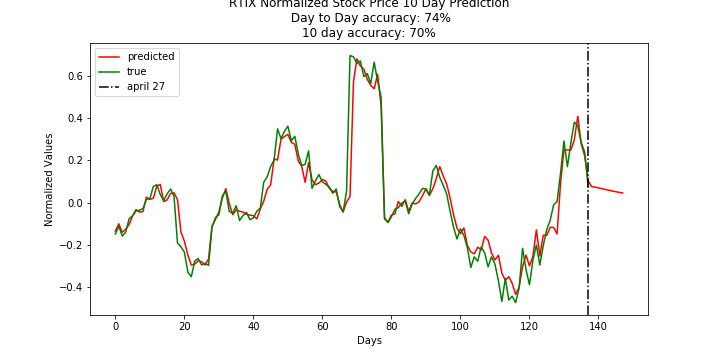 RTIX Normalized Stock Price 10 Day Prediction
Day to Day accuracy: 74%
10 day accuracy: 70%
predicted
true
april 27
Normalized Values
0.6
0.4
0.2
0.0
−0.2
−0.4
0 20 40 60 80 100 120 140
Days